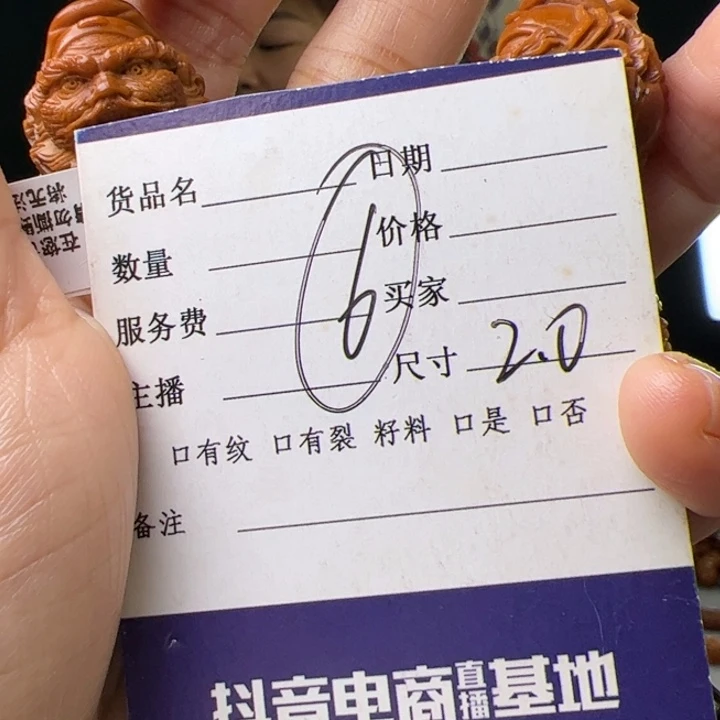 货品名 日期
数量 价格
6
服务费 买家
主播 尺寸 2.0
口有纹 口有裂 籽料 口是 口否
备注
抖音电商直播基地